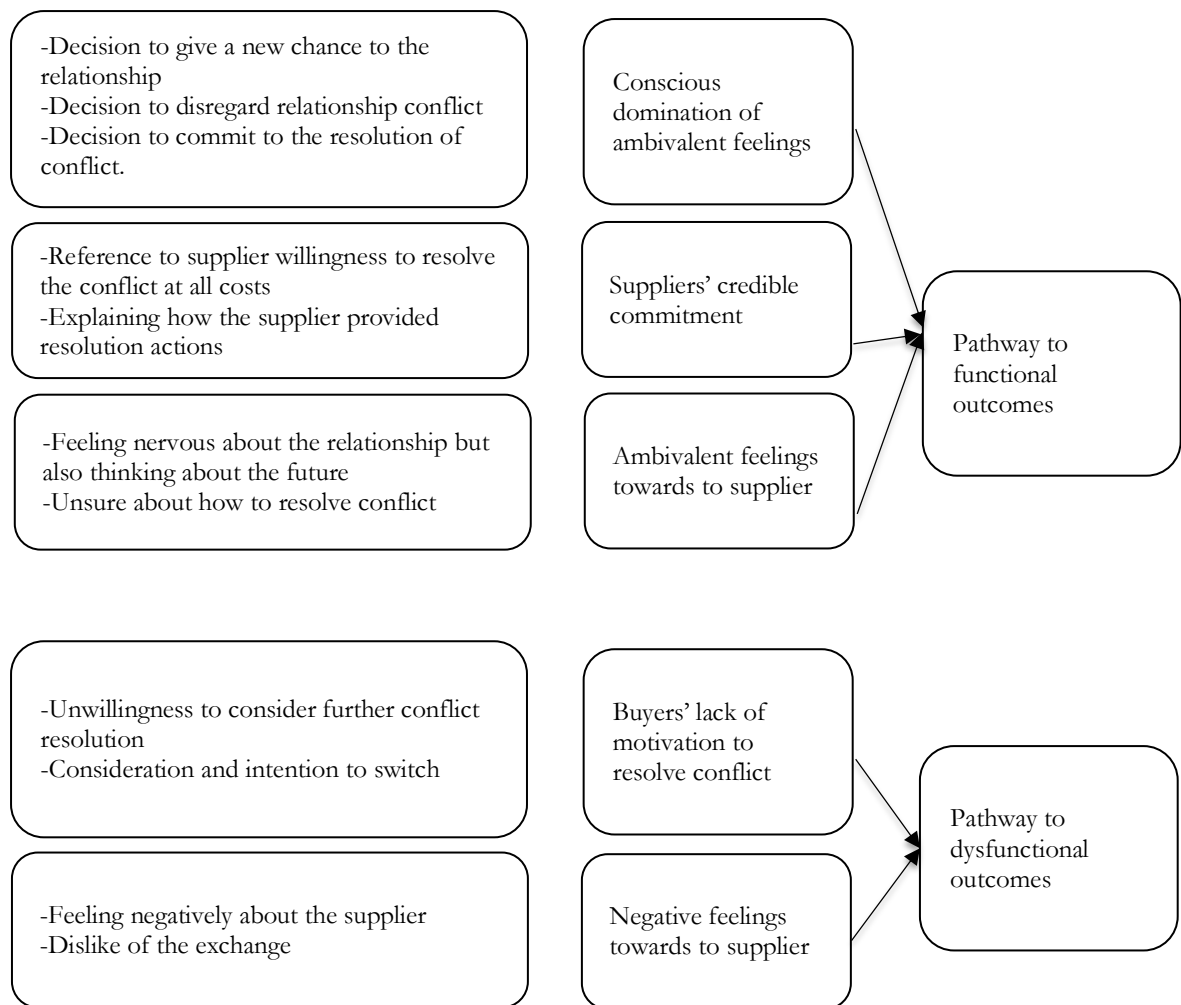 -Decision to give a new chance to the
relationship
-Decision to disregard relationship conflict
-Decision to commit to the resolution of
conflict.
Conscious
domination of
ambivalent feelings
-Reference to supplier willingness to resolve
the conflict at all costs
-Explaining how the supplier provided
resolution actions
Suppliers’ credible
commitment
Pathway to
functional
outcomes
-Feeling nervous about the relationship but
also thinking about the future
-Unsure about how to resolve conflict
Ambivalent feelings
towards to supplier
-Unwillingness to consider further conflict
resolution
-Consideration and intention to switch
Buyers’ lack of
motivation to
resolve conflict
Pathway to
dysfunctional
outcomes
-Feeling negatively about the supplier
-Dislike of the exchange
Negative feelings
towards to supplier